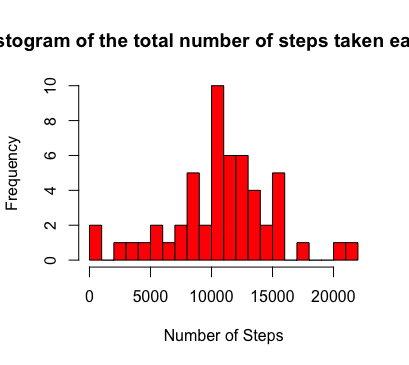 stogram of the total number of steps taken ea
Frequency
10
8
6
4
2
0
0 5000 10000 15000 20000
Number of Steps